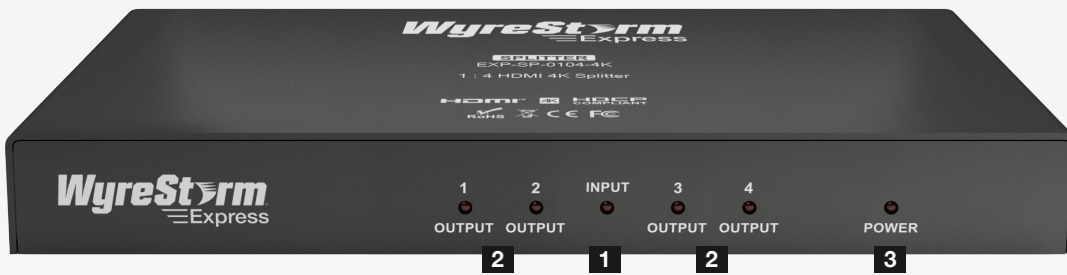 WyreStorm
Express
SPLITTER
EXP-SP-0104-4K
1 : 4 HDMI 4K Splitter
HDMI™ 4K HDCP
COMPLIANT
RoHS CE FC
WyreStorm
Express
1 2 INPUT 3 4
OUTPUT OUTPUT OUTPUT OUTPUT POWER
2 1 2 3